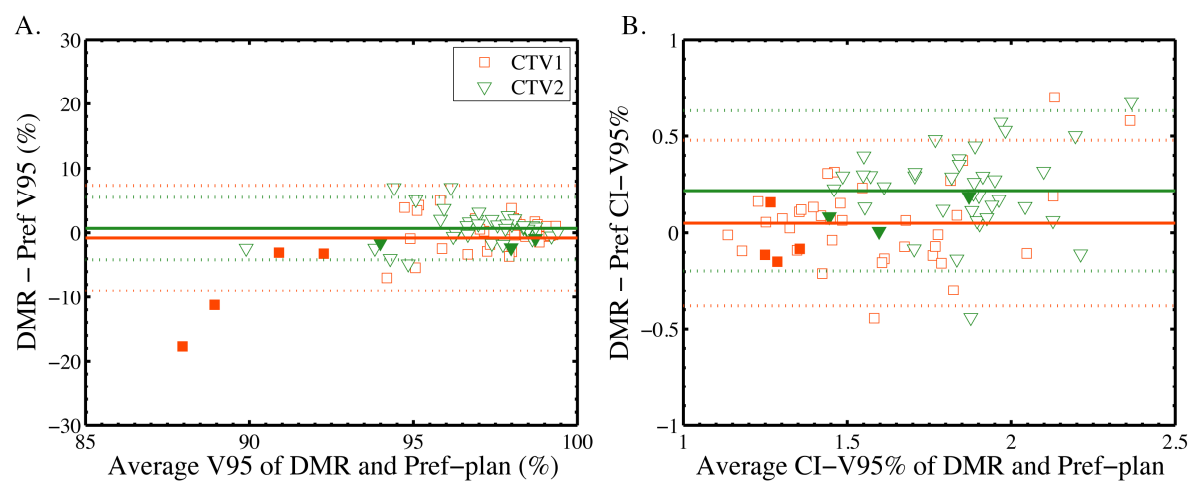 A.
30
20
10
0
−10
−20
−30
DMR − Pref V95 (%)
CTV1
CTV2
85
90
95
100
Average V95 of DMR and Pref−plan (%)
B.
1
0.5
0
−0.5
−1
DMR − Pref CI−V95%
1
1.5
2
2.5
Average CI−V95% of DMR and Pref−plan